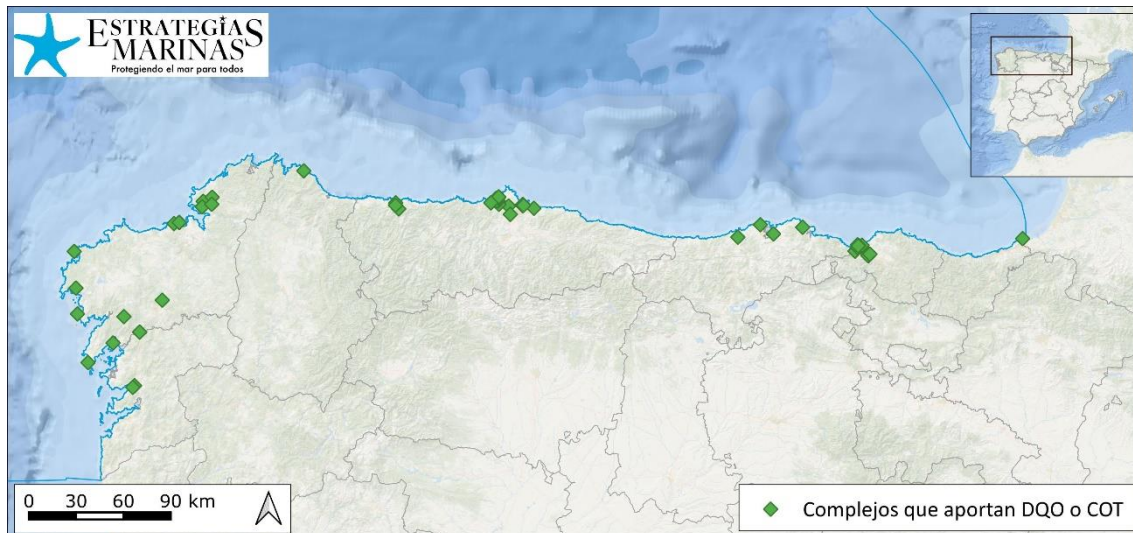 ESTRATEGIAS
MARINAS
Protegiendo el mar para todos
0 30 60 90 km
Complejos que aportan DQO o COT